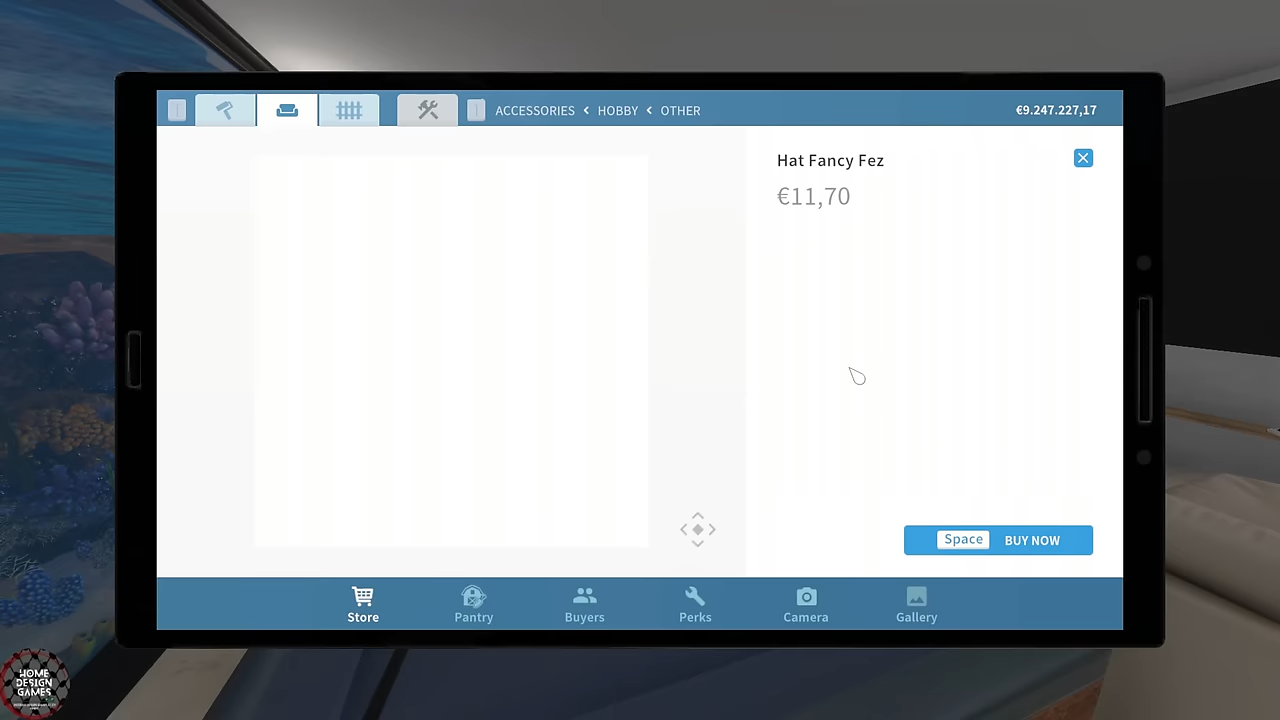 ACCESSORIES < HOBBY < OTHER
€9.247.227,17
Hat Fancy Fez
€11,70
Space BUY NOW
Store
Pantry
Buyers
Perks
Camera
Gallery
HOME
DESIGN
GAMES